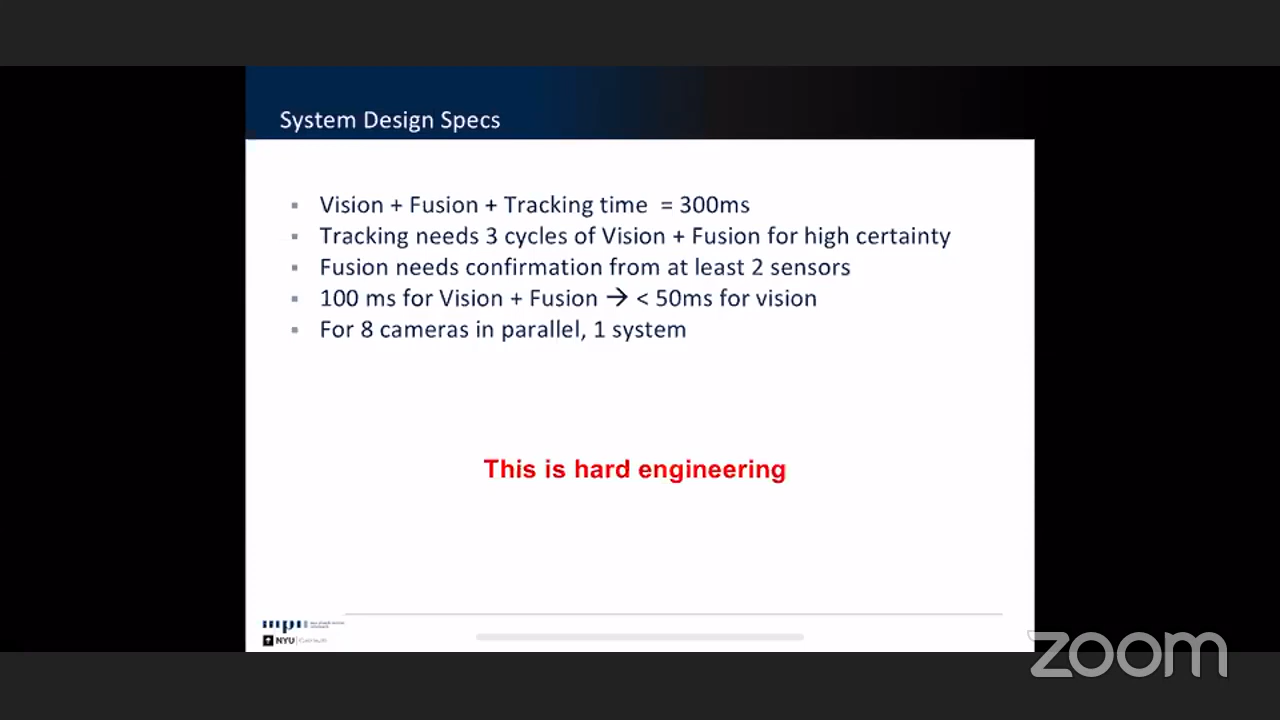 System Design Specs
Vision + Fusion + Tracking time = 300ms
Tracking needs 3 cycles of Vision + Fusion for high certainty
Fusion needs confirmation from at least 2 sensors
100 ms for Vision + Fusion → < 50ms for vision
For 8 cameras in parallel, 1 system
This is hard engineering
NYU
zoom